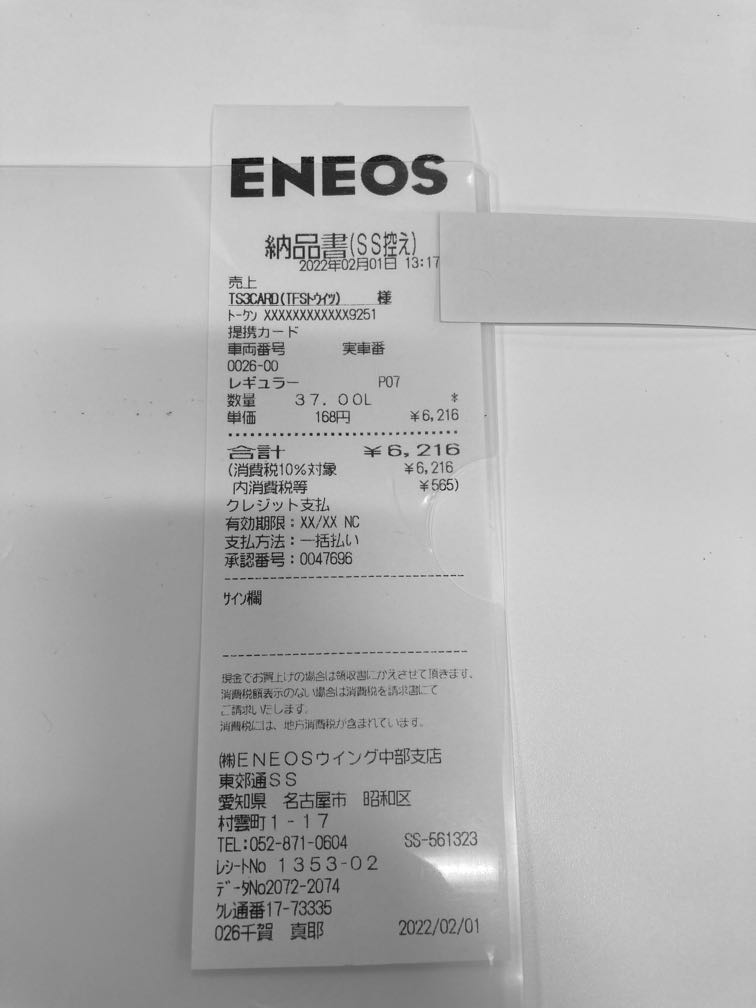 ENEOS
納品書(SS控え)
2022年02月01日 13:17
売上
TS3CARD(TFSﾄｳｲﾂ) 様
ﾄｰｸﾝ XXXXXXXXXXXX9251
提携カード
車両番号 実車番
0026-00
レギュラー P07
数量 37.00L *
単価 168円 ¥6,216
合計 ¥6,216
(消費税10%対象 ¥6,216
内消費税等 ¥565)
クレジット支払
有効期限:XX/XX NC
支払方法:一括払い
承認番号:0047696
サイン欄
現金でお買上げの場合は領収書にかえさせて頂きます。
消費税額表示のない場合は消費税を請求書にて
ご請求いたします。
消費税には、地方消費税が含まれています。
㈱ENEOSウイング中部支店
東郊通SS
愛知県 名古屋市 昭和区
村雲町1-17
TEL:052-871-0604 SS-561323
ﾚｼｰﾄNo 1353-02
ﾃﾞｰﾀNo2072-2074
ｸﾚ通番17-73335
026千賀 真耶 2022/02/01